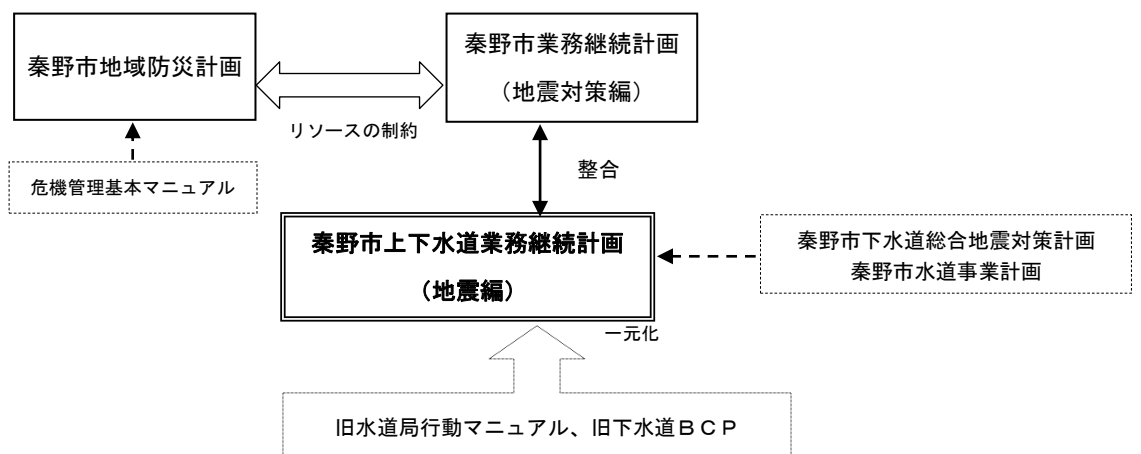 秦野市地域防災計画
秦野市業務継続計画
（地震対策編）
リソースの制約
危機管理基本マニュアル
整合
秦野市上下水道業務継続計画
（地震編）
秦野市下水道総合地震対策計画
秦野市水道事業計画
一元化
旧水道局行動マニュアル、旧下水道ＢＣＰ